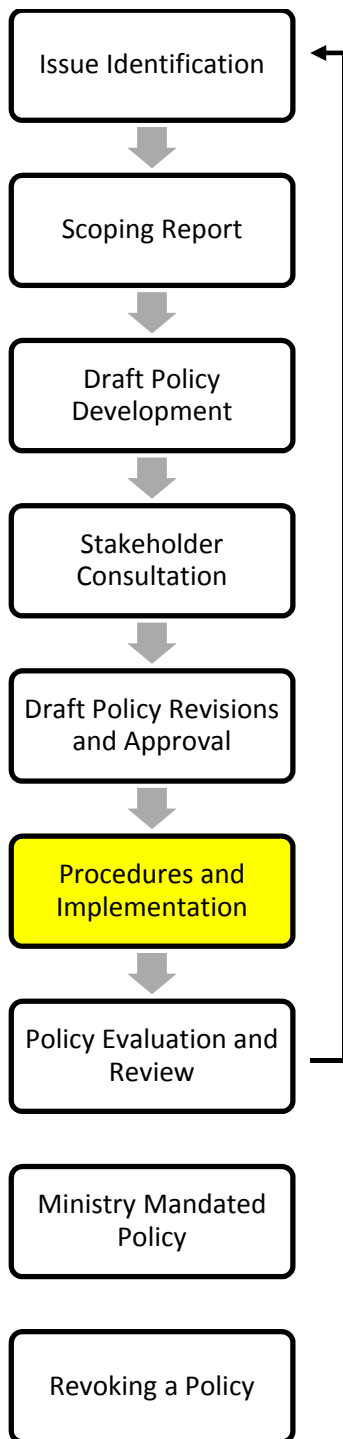 Issue Identification
Scoping Report
Draft Policy
Development
Stakeholder
Consultation
Draft Policy Revisions
and Approval
Procedures and
Implementation
Policy Evaluation and
Review
Ministry Mandated
Policy
Revoking a Policy